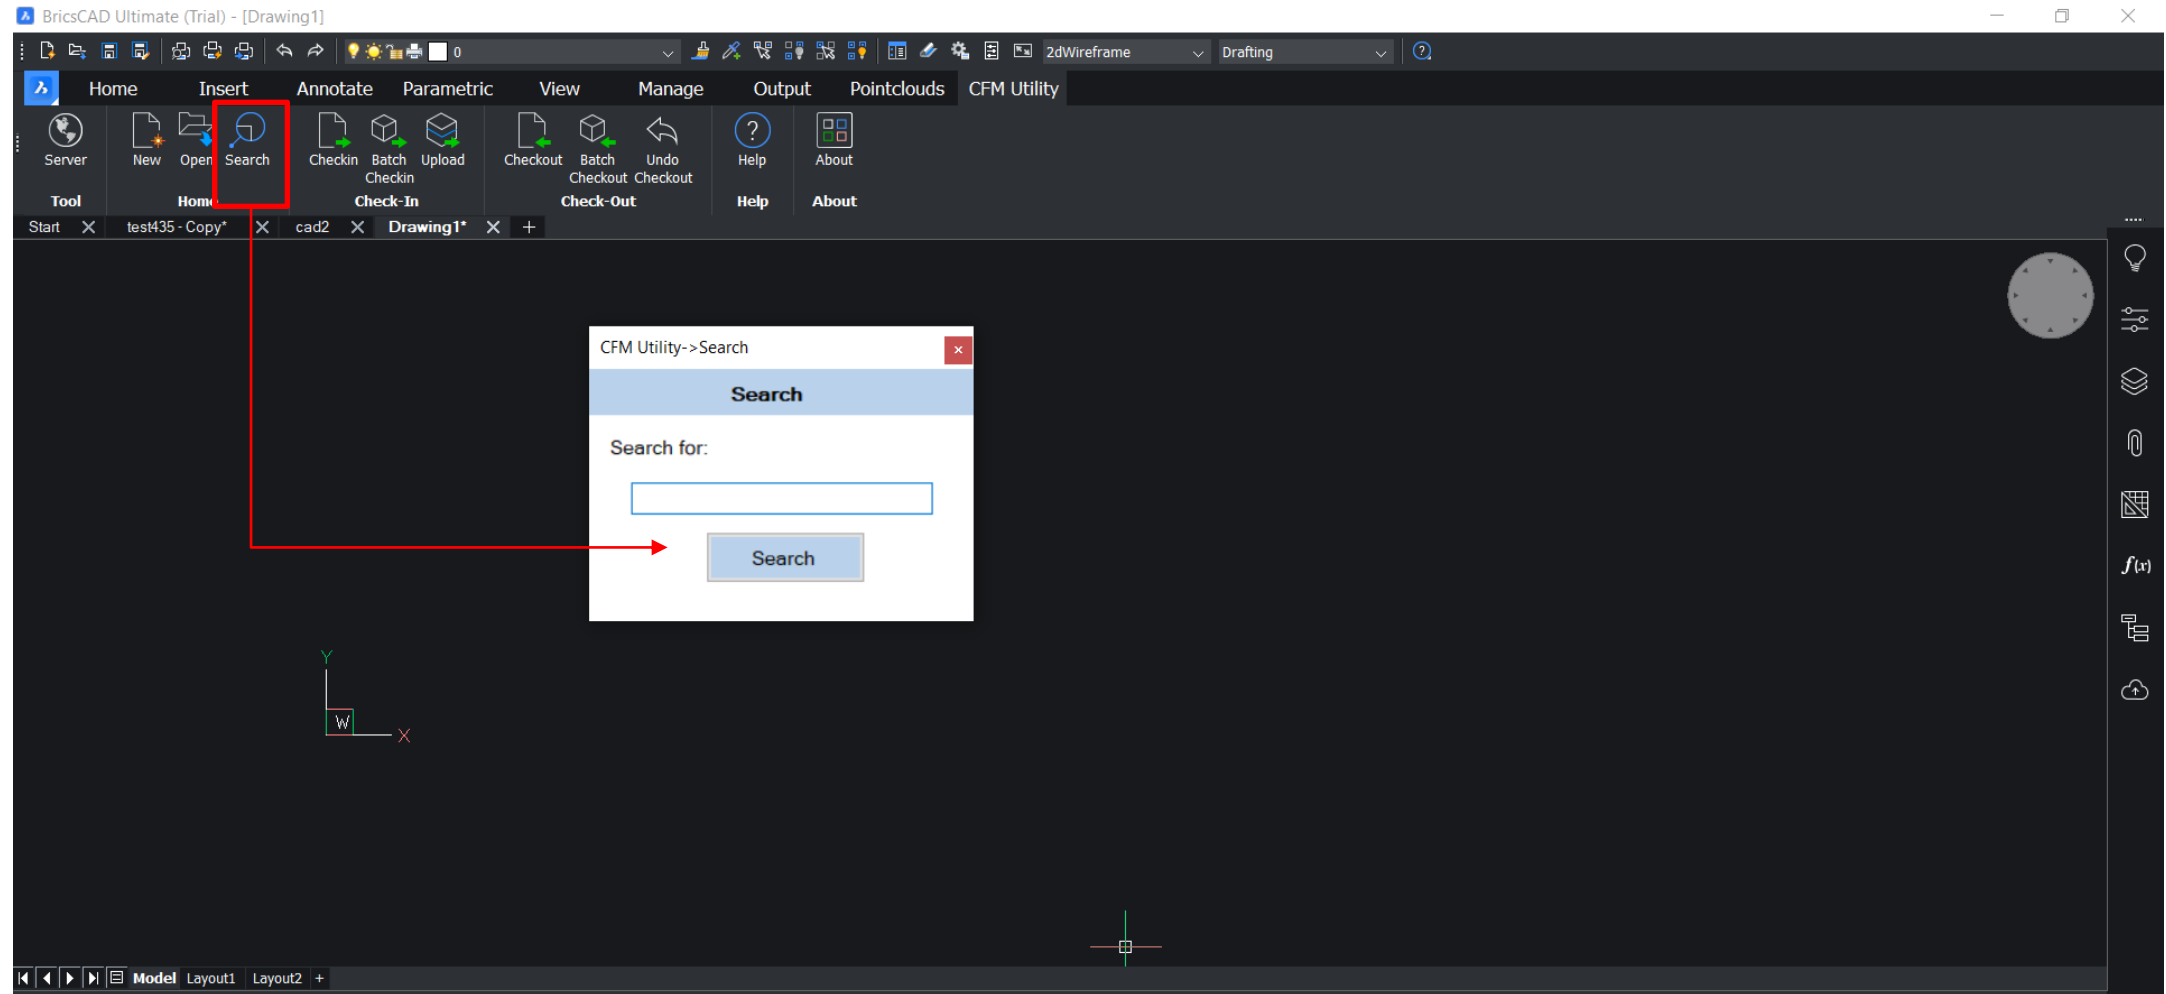 BricsCAD Ultimate (Trial) - [Drawing1]
0
2dWireframe
Drafting
Home
Insert
Annotate
Parametric
View
Manage
Output
Pointclouds
CFM Utility
Server
New
Open
Search
Checkin
Batch Checkin
Upload
Checkout
Batch Checkout
Undo Checkout
Help
About
Tool
Home
Check-In
Check-Out
Help
About
Start
test435 - Copy*
cad2
Drawing1*
CFM Utility->Search
Search
Search for:
Search
f(x)
Y
W
X
Model
Layout1
Layout2